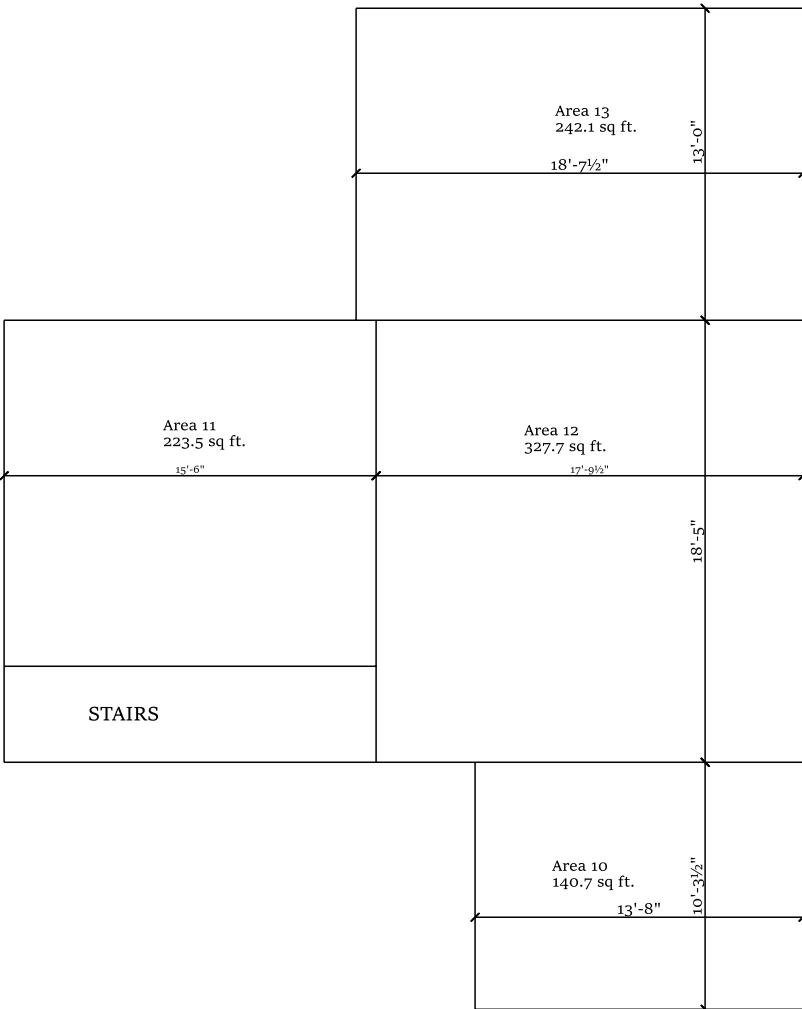 Area 13
242.1 sq ft.
13'-0"
18'-7½"
Area 11
223.5 sq ft.
15'-6"
Area 12
327.7 sq ft.
17'-9½"
18'-5"
STAIRS
Area 10
140.7 sq ft.
10'-3½"
13'-8"